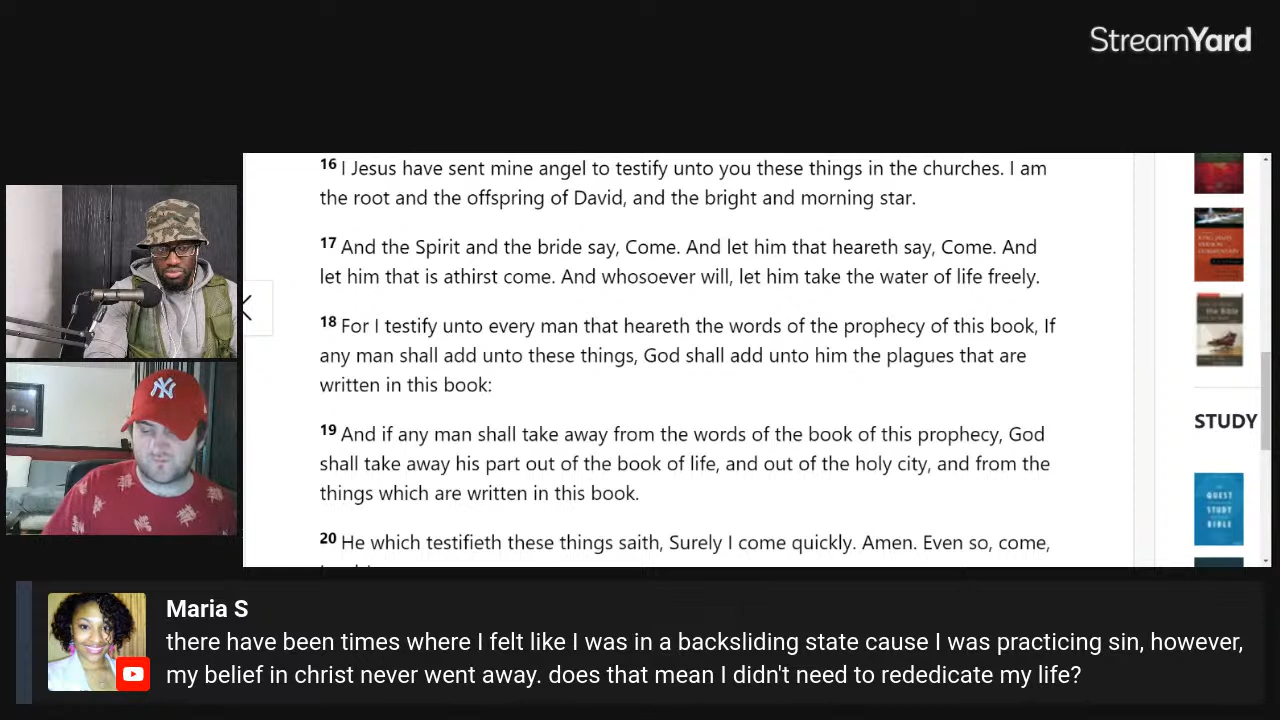 StreamYard
16 I Jesus have sent mine angel to testify unto you these things in the churches. I am
the root and the offspring of David, and the bright and morning star.
17 And the Spirit and the bride say, Come. And let him that heareth say, Come. And
let him that is athirst come. And whosoever will, let him take the water of life freely.
18 For I testify unto every man that heareth the words of the prophecy of this book, If
any man shall add unto these things, God shall add unto him the plagues that are
written in this book:
19 And if any man shall take away from the words of the book of this prophecy, God
shall take away his part out of the book of life, and out of the holy city, and from the
things which are written in this book.
20 He which testifieth these things saith, Surely I come quickly. Amen. Even so, come,
the Bible
STUDY
QUEST
STUDY
BIBLE
NY
Maria S
there have been times where I felt like I was in a backsliding state cause I was practicing sin, however,
my belief in christ never went away. does that mean I didn't need to rededicate my life?